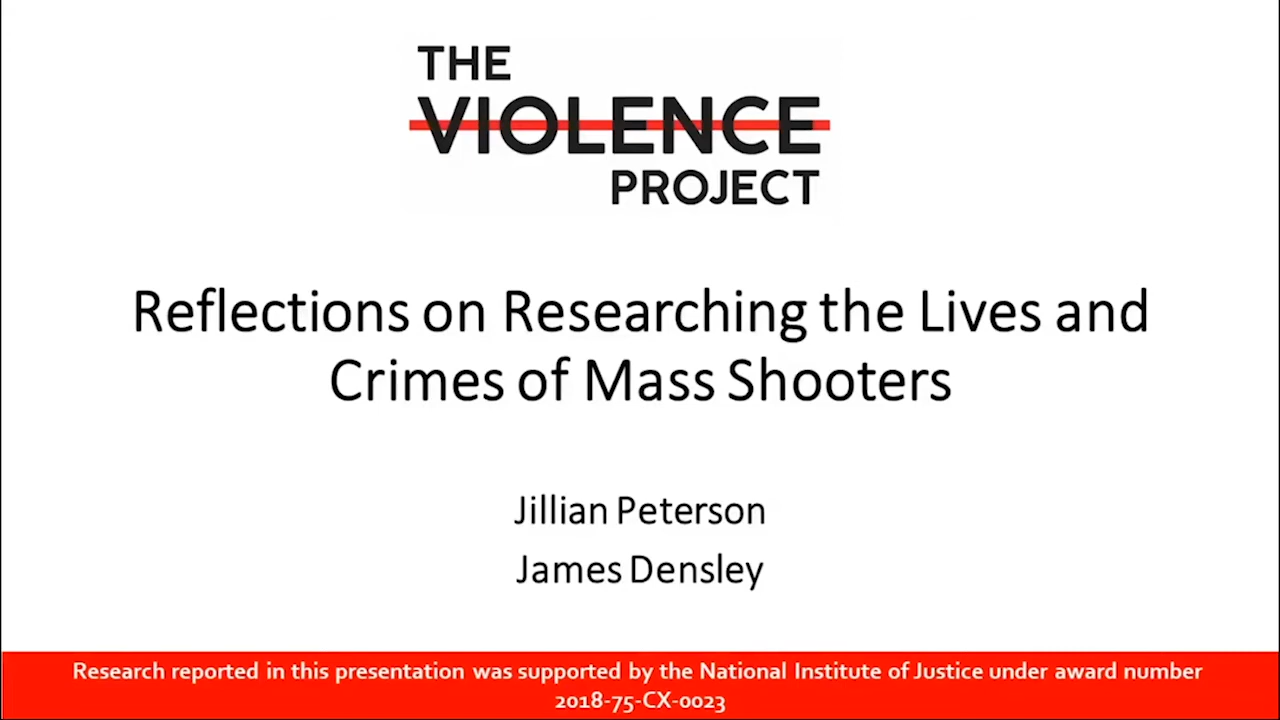 THE
VIOLENCE
PROJECT
Reflections on Researching the Lives and
Crimes of Mass Shooters
Jillian Peterson
James Densley
Research reported in this presentation was supported by the National Institute of Justice under award number
2018-75-CX-0023